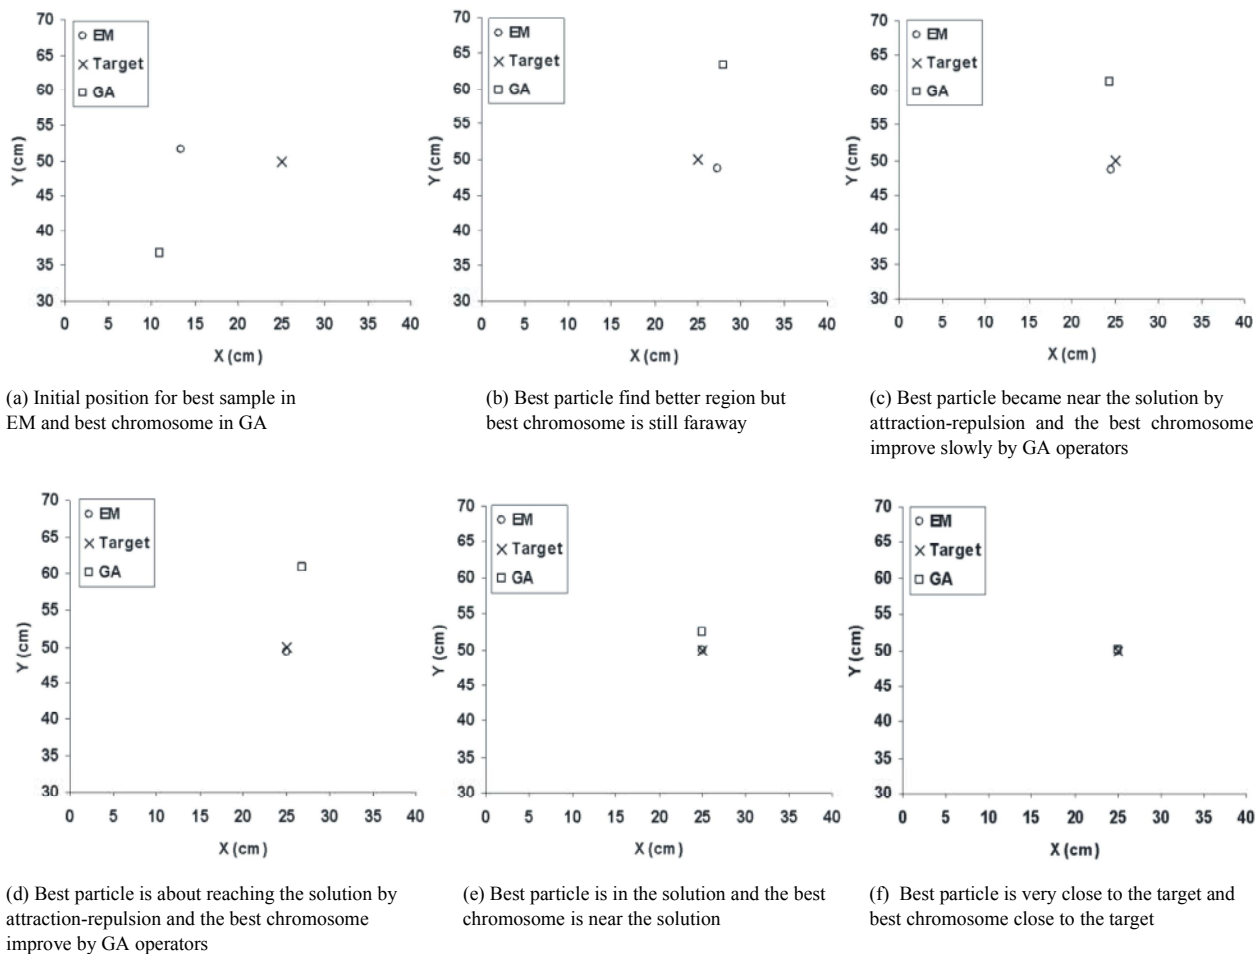 70
65
60
55
50
45
40
35
30
EM
Target
GA
Y (cm)
0 5 10 15 20 25 30 35 40
X (cm)
(a) Initial position for best sample in
EM and best chromosome in GA
70
65
60
55
50
45
40
35
30
EM
Target
GA
Y (cm)
0 5 10 15 20 25 30 35 40
X (cm)
(b) Best particle find better region but
best chromosome is still faraway
70
65
60
55
50
45
40
35
30
EM
Target
GA
Y (cm)
0 5 10 15 20 25 30 35 40
X (cm)
(c) Best particle became near the solution by
attraction-repulsion and the best chromosome
improve slowly by GA operators
70
65
60
55
50
45
40
35
30
EM
Target
GA
Y (cm)
0 5 10 15 20 25 30 35 40
X (cm)
(d) Best particle is about reaching the solution by
attraction-repulsion and the best chromosome
improve by GA operators
70
65
60
55
50
45
40
35
30
EM
Target
GA
Y (cm)
0 5 10 15 20 25 30 35 40
X (cm)
(e) Best particle is in the solution and the best
chromosome is near the solution
70
65
60
55
50
45
40
35
30
EM
Target
GA
Y (cm)
0 5 10 15 20 25 30 35 40
X (cm)
(f) Best particle is very close to the target and
best chromosome close to the target